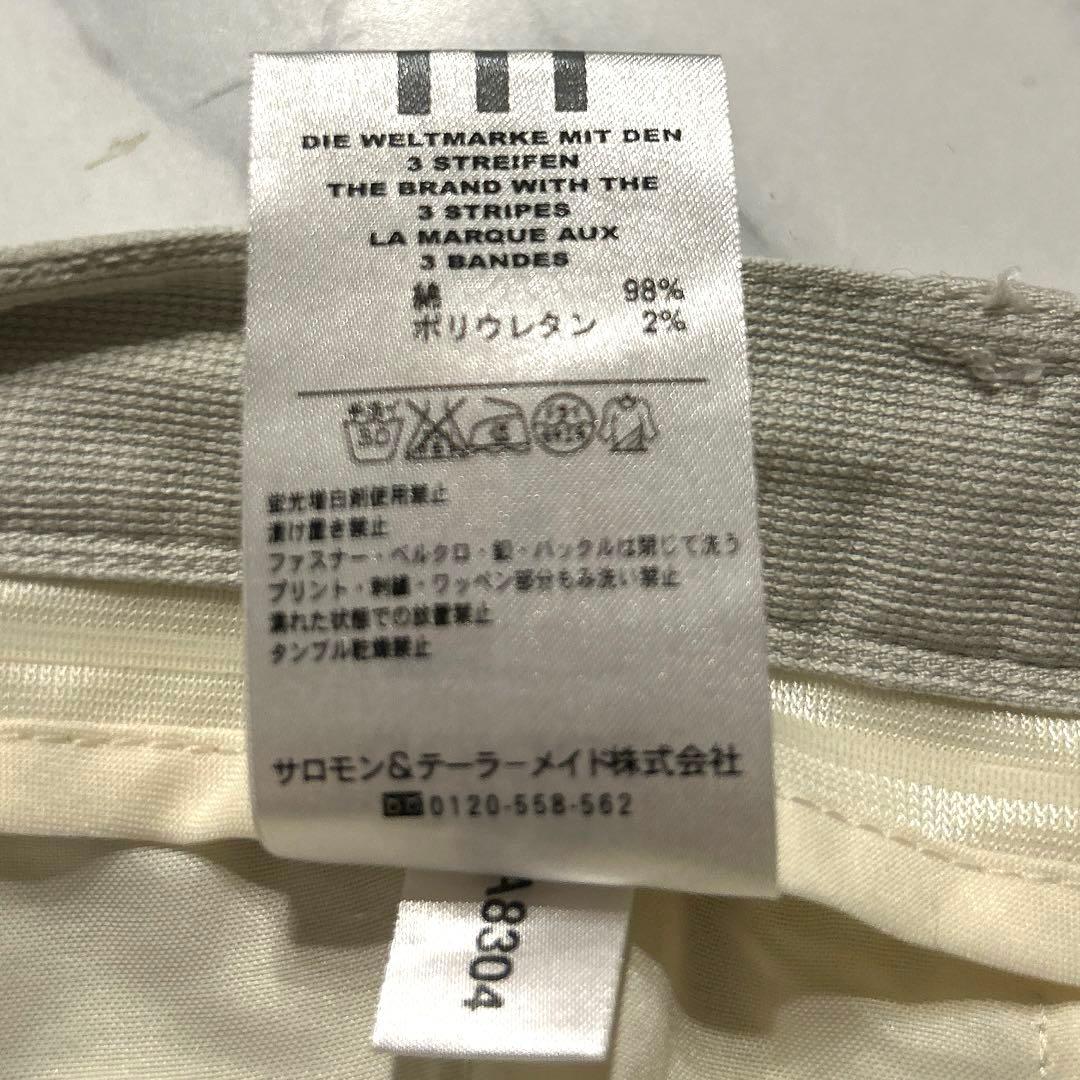 DIE WELTMARKE MIT DEN
3 STREIFEN
THE BRAND WITH THE
3 STRIPES
LA MARQUE AUX
3 BANDES
綿 98%
ポリウレタン 2%
蛍光増白剤使用禁止
漬け置き禁止
ファスナー・ベルクロ・釦・バックルは閉じて洗う
プリント・刺繍・ワッペン部分もみ洗い禁止
濡れた状態での放置禁止
タンブル乾燥禁止
サロモン&テーラーメイド株式会社
0120-558-562
A8304